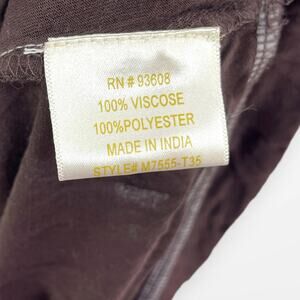 RN # 93608
100% VISCOSE
100%POLYESTER
MADE IN INDIA
STYLE# M7555-T35